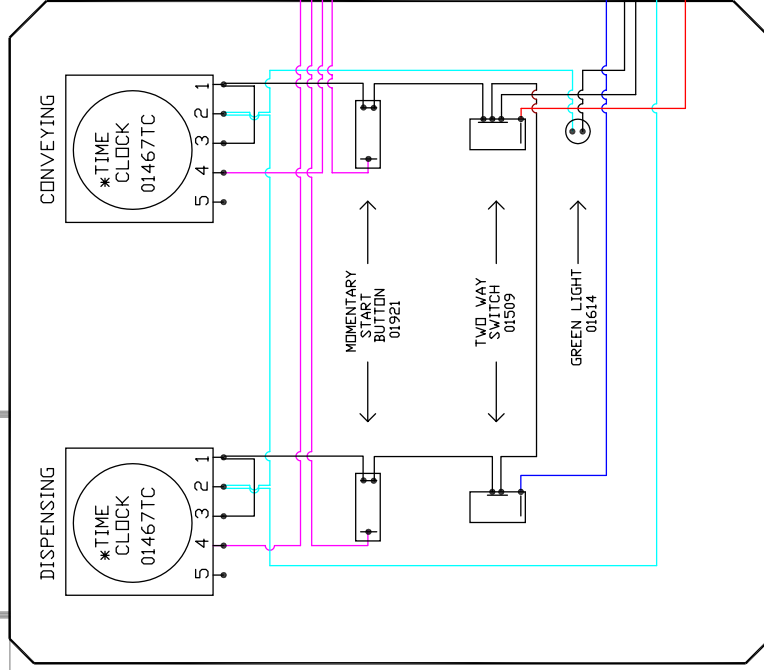 CONVEYING
*TIME
CLOCK
01467TC
1
2
3
4
5
MOMENTARY
START
BUTTON
01921
TWO WAY
SWITCH
01509
GREEN LIGHT
01614
DISPENSING
*TIME
CLOCK
01467TC
1
2
3
4
5